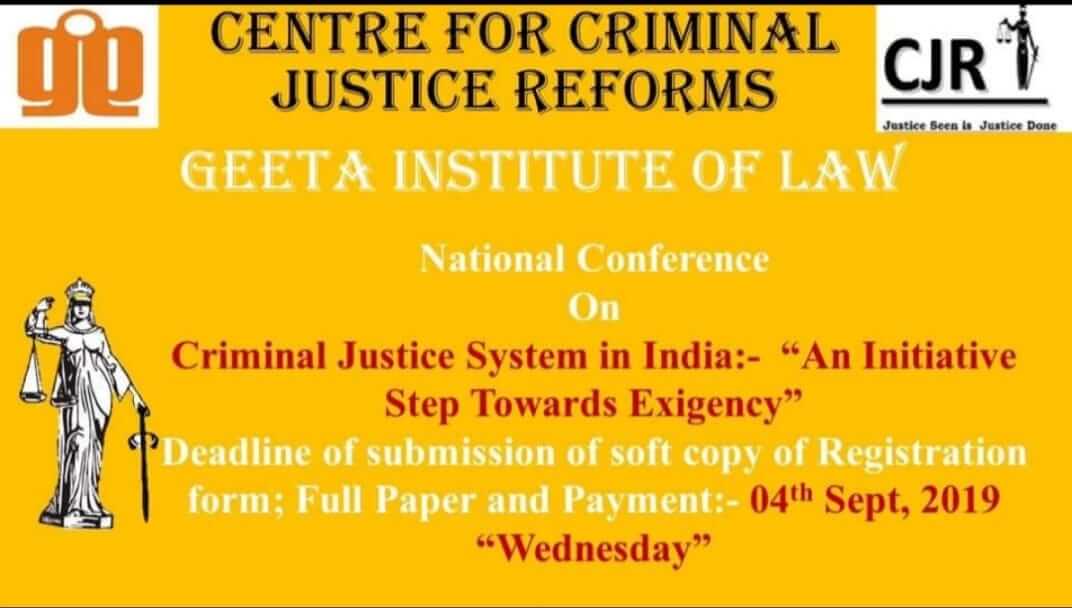 CENTRE FOR CRIMINAL
JUSTICE REFORMS
CJR
Justice Seen is Justice Done
GEETA INSTITUTE OF LAW
National Conference
On
Criminal Justice System in India:- “An Initiative
Step Towards Exigency”
Deadline of submission of soft copy of Registration
form; Full Paper and Payment:- 04th Sept, 2019
“Wednesday”